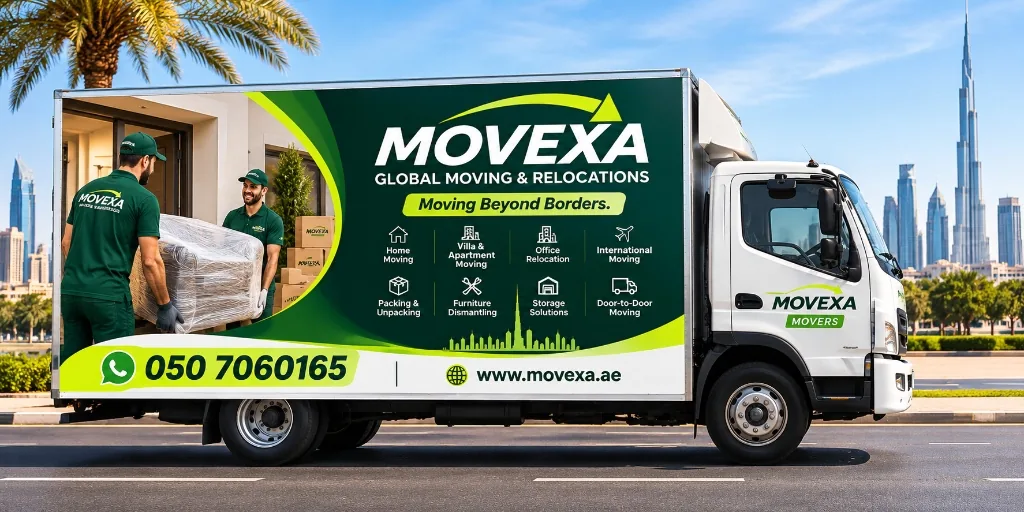 MOVEXA
GLOBAL MOVING & RELOCATIONS
Moving Beyond Borders.
Home
Moving
Villa &
Apartment
Moving
Office
Relocation
International
Moving
Packing &
Unpacking
Furniture
Dismantling
Storage
Solutions
Door-to-Door
Moving
050 7060165
www.movexa.ae
MOVEXA
MOVEXA
MOVEXA
MOVERS